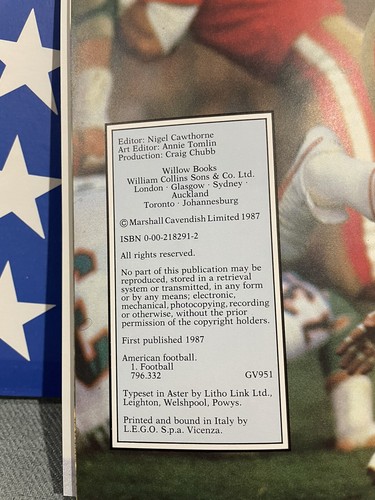 Editor: Nigel Cawthorne
Art Editor: Annie Tomlin
Production: Craig Chubb
Willow Books
William Collins Sons & Co. Ltd.
London · Glasgow · Sydney ·
Auckland
Toronto · Johannesburg
© Marshall Cavendish Limited 1987
ISBN 0-00-218291-2
All rights reserved.
No part of this publication may be
reproduced, stored in a retrieval
system or transmitted, in any form
or by any means; electronic,
mechanical, photocopying, recording
or otherwise, without the prior
permission of the copyright holders.
First published 1987
American football.
1. Football
796.332 GV951
Typeset in Aster by Litho Link Ltd.,
Leighton, Welshpool, Powys.
Printed and bound in Italy by
L.E.G.O. S.p.a. Vicenza.